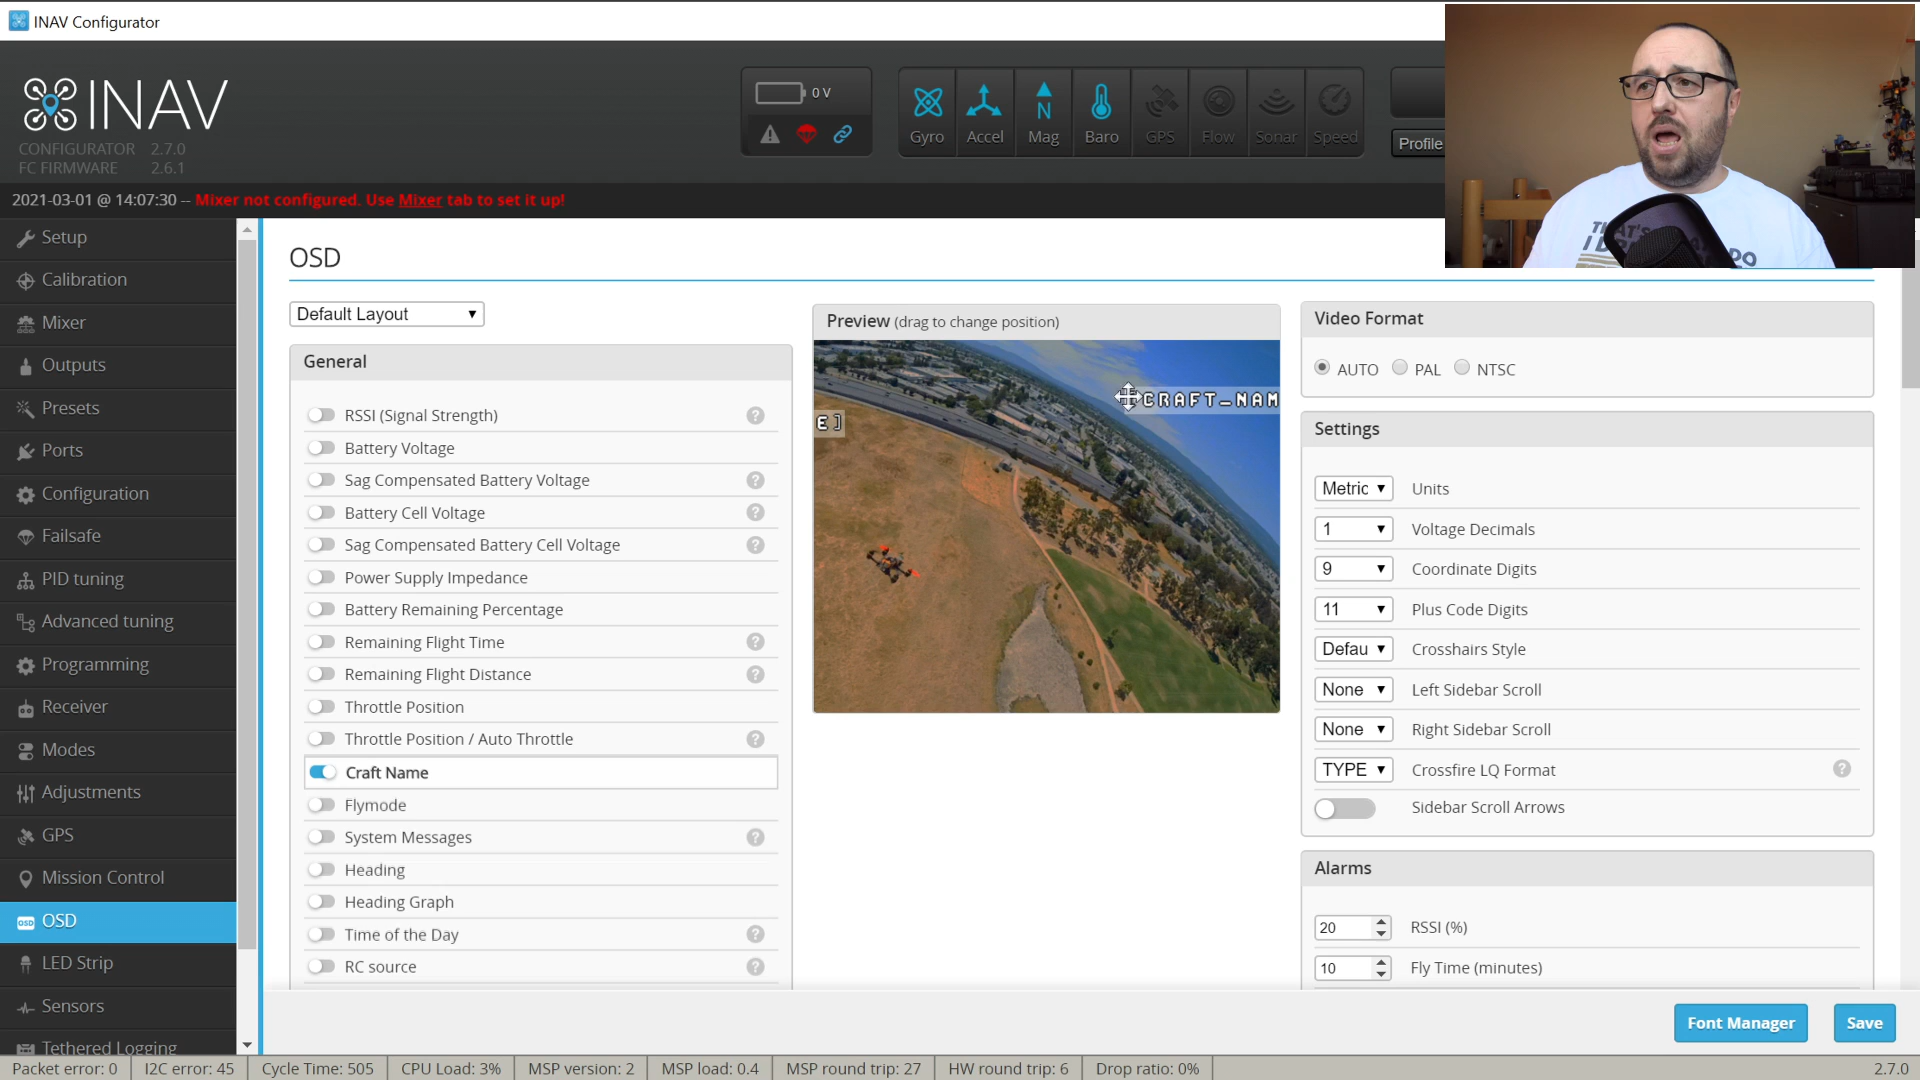 INAV Configurator
INAV
CONFIGURATOR 2.7.0
FC FIRMWARE 2.6.1
0 V
Gyro
Accel
Mag
Baro
GPS
Flow
Sonar
Speed
Profile
2021-03-01 @ 14:07:30 -- Mixer not configured. Use Mixer tab to set it up!
Setup
Calibration
Mixer
Outputs
Presets
Ports
Configuration
Failsafe
PID tuning
Advanced tuning
Programming
Receiver
Modes
Adjustments
GPS
Mission Control
OSD
LED Strip
Sensors
Tethered Logging
OSD
Default Layout
General
RSSI (Signal Strength)
Battery Voltage
Sag Compensated Battery Voltage
Battery Cell Voltage
Sag Compensated Battery Cell Voltage
Power Supply Impedance
Battery Remaining Percentage
Remaining Flight Time
Remaining Flight Distance
Throttle Position
Throttle Position / Auto Throttle
Craft Name
Flymode
System Messages
Heading
Heading Graph
Time of the Day
RC source
Preview (drag to change position)
CRAFT_NAM
E]
Video Format
AUTO PAL NTSC
Settings
Metric Units
1 Voltage Decimals
9 Coordinate Digits
11 Plus Code Digits
Defau Crosshairs Style
None Left Sidebar Scroll
None Right Sidebar Scroll
TYPE Crossfire LQ Format
Sidebar Scroll Arrows
Alarms
20 RSSI (%)
10 Fly Time (minutes)
Font Manager
Save
Packet error: 0
I2C error: 45
Cycle Time: 505
CPU Load: 3%
MSP version: 2
MSP load: 0.4
MSP round trip: 27
HW round trip: 6
Drop ratio: 0%
2.7.0